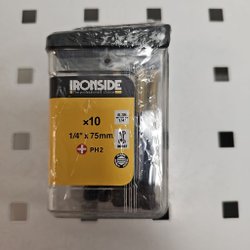 IRONSIDE
x10
1/4" x 75mm
PH2